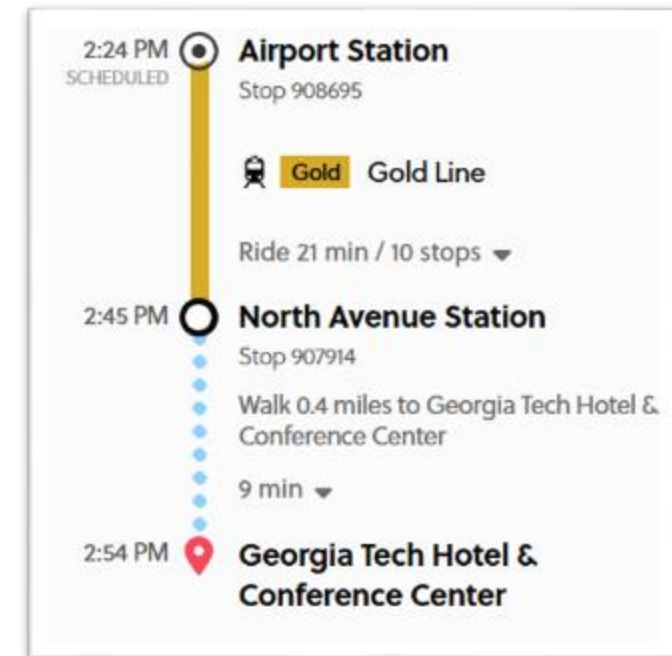 2:24 PM Airport Station
SCHEDULED Stop 908695
Gold Gold Line
Ride 21 min / 10 stops
2:45 PM North Avenue Station
Stop 907914
Walk 0.4 miles to Georgia Tech Hotel &
Conference Center
9 min
2:54 PM Georgia Tech Hotel &
Conference Center